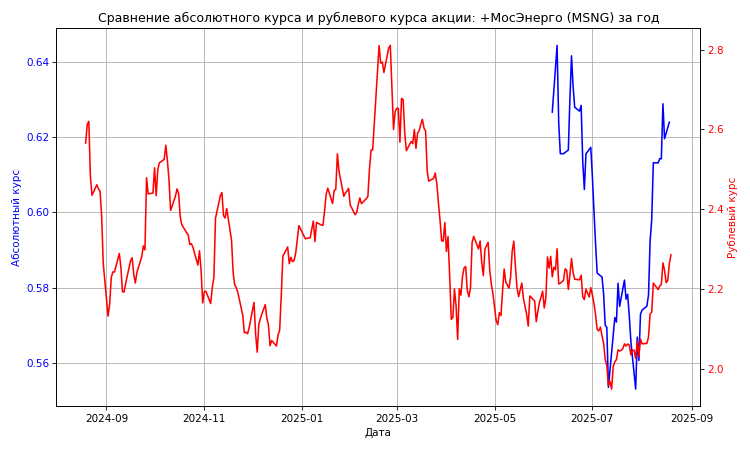 Сравнение абсолютного курса и рублевого курса акции: +МосЭнерго (MSNG) за год
Абсолютный курс
0.64
0.62
0.60
0.58
0.56
2.8
2.6
2.4
2.2
2.0
Рублевый курс
2024-09 2024-11 2025-01 2025-03 2025-05 2025-07 2025-09
Дата